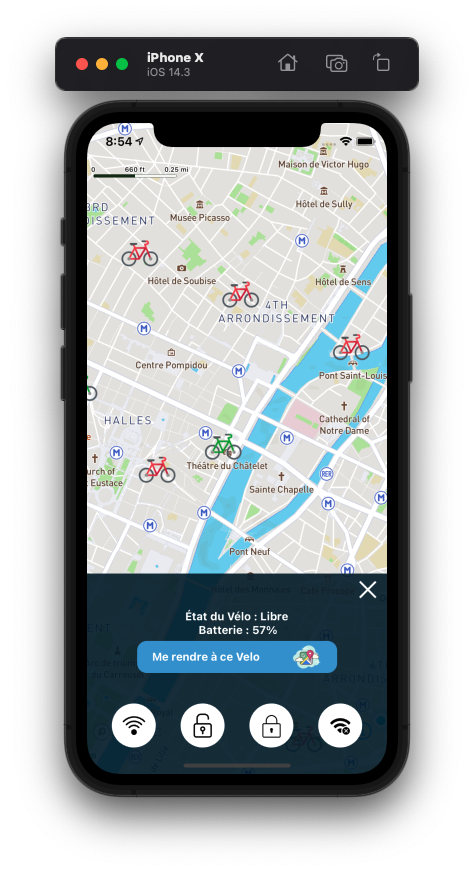 iPhone X
iOS 14.3
M
8:54
Maison de Victor Hugo
0 660 ft 0.25 mi
Hôtel de Sully
3RD
DISSEMENT
Musée Picasso
M
Hôtel de Soubise
Hôtel de Sens
4TH
ARRONDISSEMENT
M
Centre Pompidou
M
Pont Saint-Louis
HALLES
Cathedral of
Notre Dame
M
M
e
M
urch of
Eustache
Théâtre du Châtelet
RER
Sainte Chapelle
M
M
M
M
Pont Neuf
M
État du Vélo : Libre
Batterie : 57%
Me rendre à ce Velo